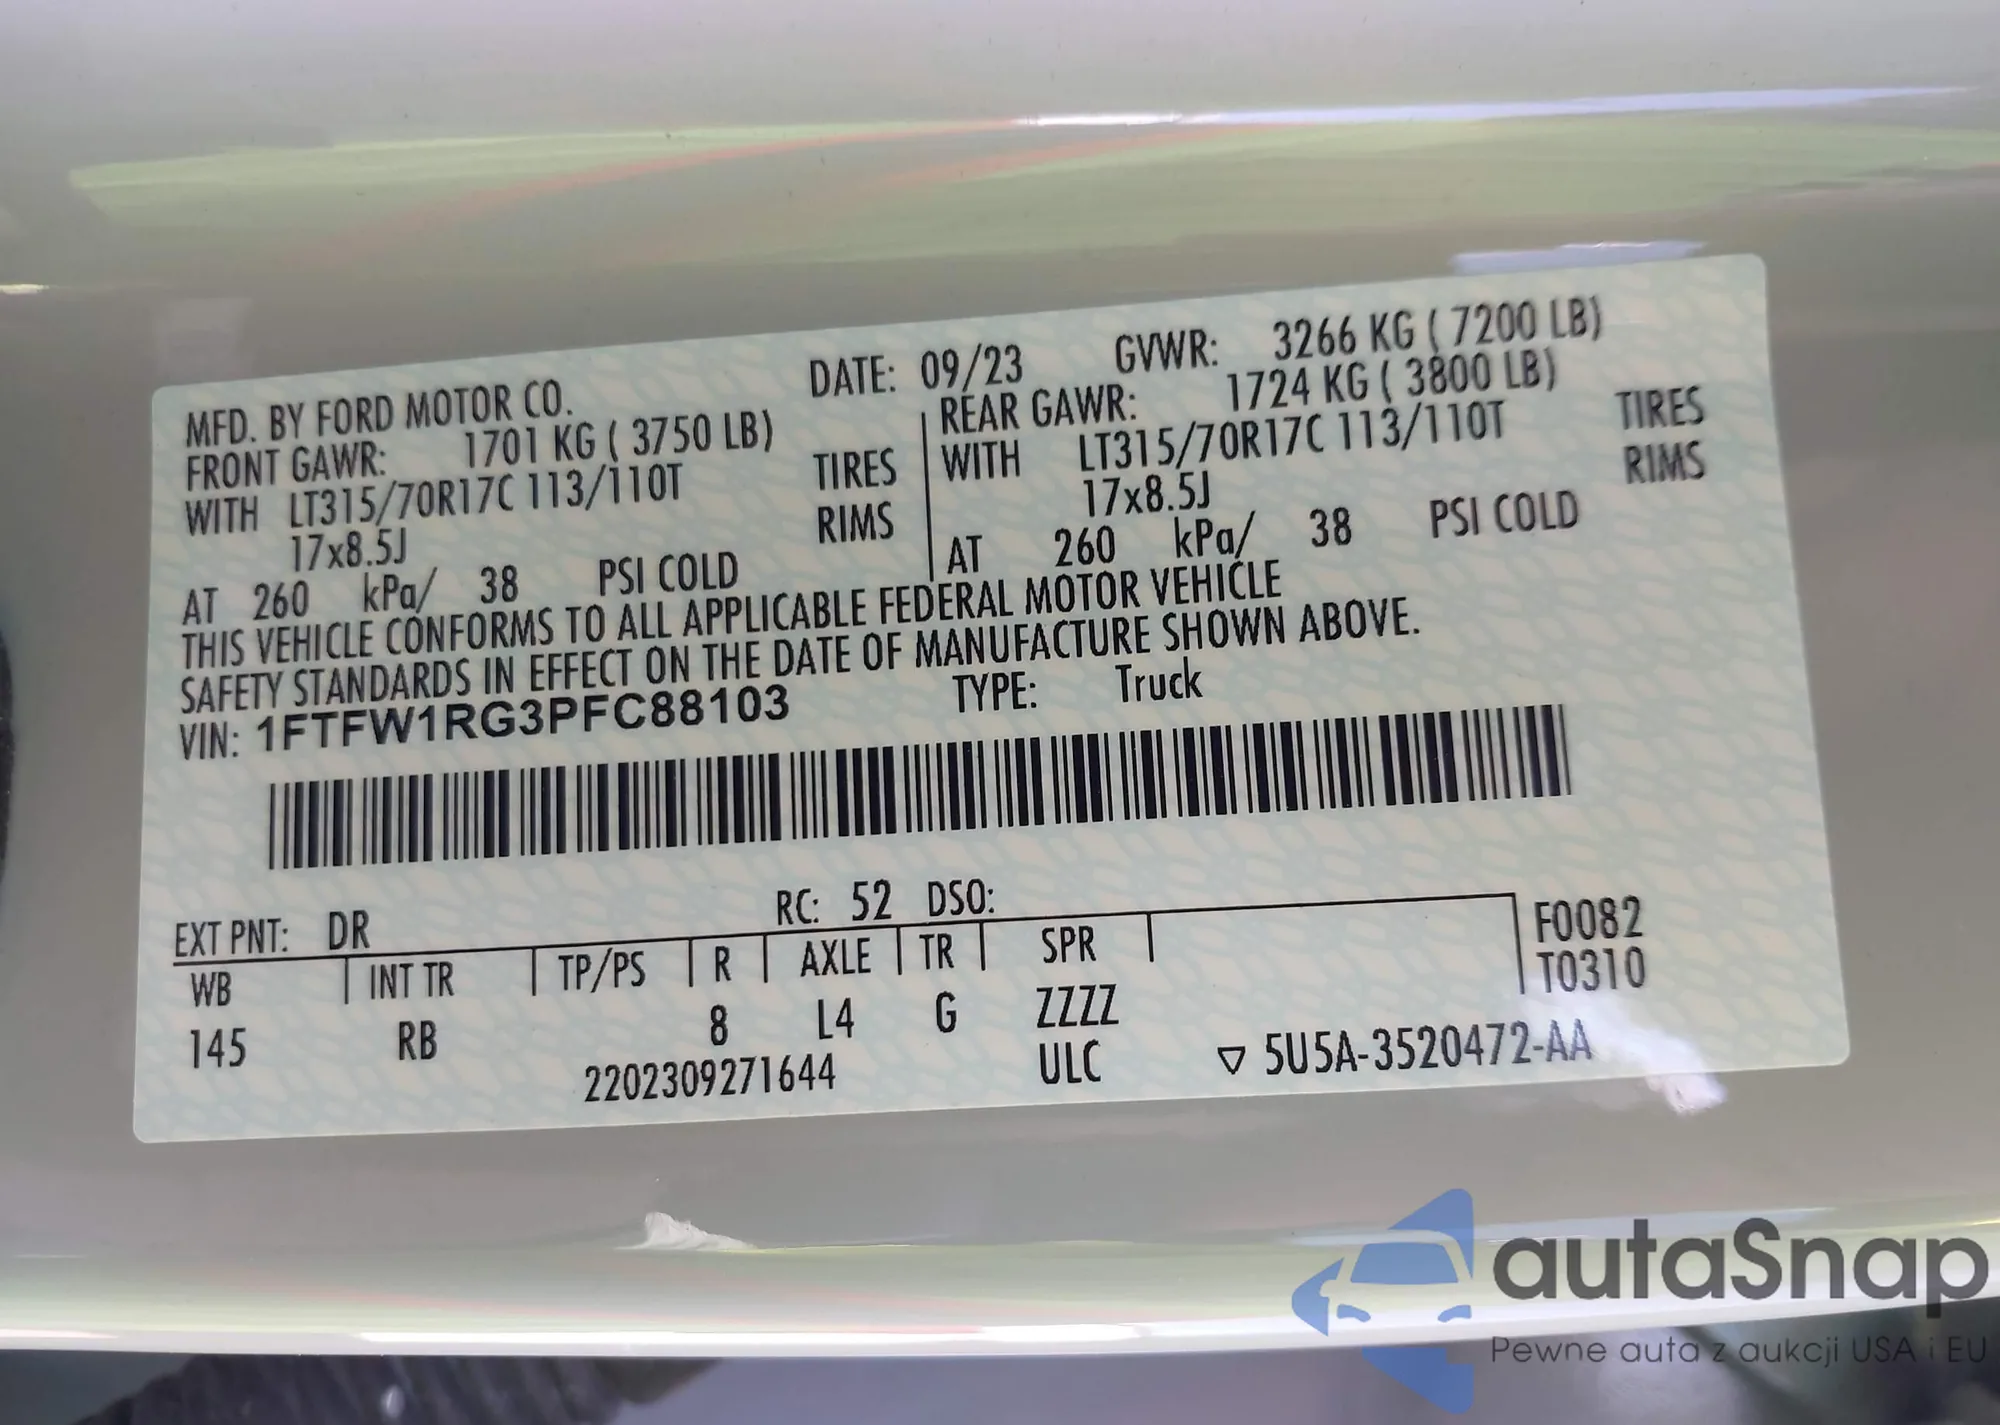 MFD. BY FORD MOTOR CO. DATE: 09/23 GVWR: 3266 KG ( 7200 LB)
FRONT GAWR: 1701 KG ( 3750 LB) REAR GAWR: 1724 KG ( 3800 LB)
WITH LT315/70R17C 113/110T TIRES WITH LT315/70R17C 113/110T TIRES
17x8.5J RIMS 17x8.5J RIMS
AT 260 kPa/ 38 PSI COLD AT 260 kPa/ 38 PSI COLD
THIS VEHICLE CONFORMS TO ALL APPLICABLE FEDERAL MOTOR VEHICLE
SAFETY STANDARDS IN EFFECT ON THE DATE OF MANUFACTURE SHOWN ABOVE.
VIN: 1FTFW1RG3PFC88103 TYPE: Truck
EXT PNT: DR RC: 52 DSO:
WB INT TR TP/PS R AXLE TR SPR F0082
T0310
145 RB 8 L4 G ZZZZ
2202309271644 ULC ▽ 5U5A-3520472-AA
autaSnap
Pewne auta z aukcji USA i EU